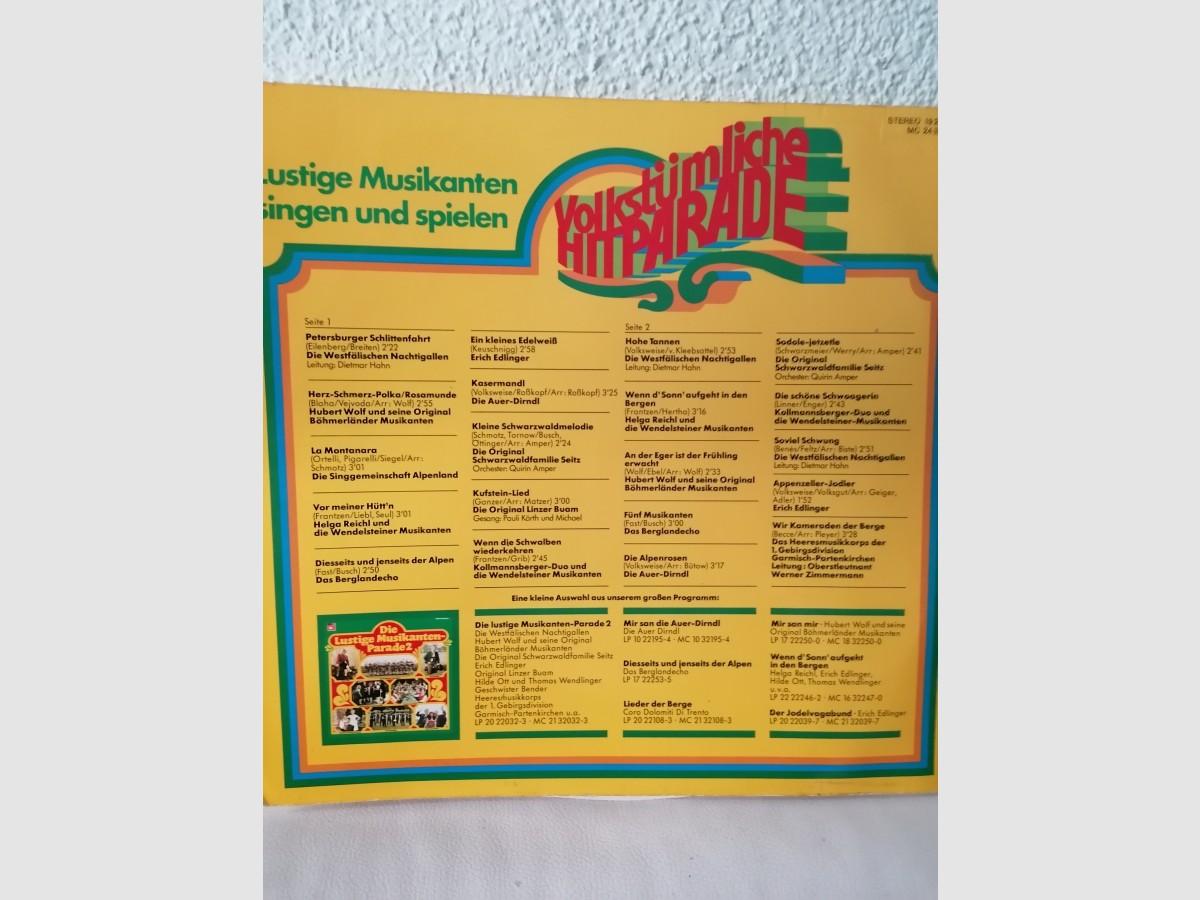 STEREO
MC
Lustige Musikanten
singen und spielen
Volkstümliche
HITPARADE
Seite 1
Petersburger Schlittenfahrt
(Eilenberg/Breiten) 2'22
Die Westfälischen Nachtigallen
Leitung: Dietmar Hahn
Herz-Schmerz-Polka/Rosamunde
(Blaha/Vejvoda/Arr: Wolf) 2'55
Hubert Wolf und seine Original
Böhmerländer Musikanten
La Montanara
(Ortelli, Pigarelli/Siegel/Arr:
Schmotz) 3'01
Die Singgemeinschaft Alpenland
Vor meiner Hütt'n
(Frantzen/Liebl, Seul) 3'01
Helga Reichl und
die Wendelsteiner Musikanten
Diesseits und jenseits der Alpen
(Fast/Busch) 2'50
Das Berglandecho
Ein kleines Edelweiß
(Keuschnigg) 2'58
Erich Edlinger
Kasermandl
(Volksweise/Roßkopf/Arr: Roßkopf) 3'25
Die Auer-Dirndl
Kleine Schwarzwaldmelodie
(Schmotz, Tornow/Busch,
Öttinger/Arr: Amper) 2'24
Die Original
Schwarzwaldfamilie Seitz
Orchester: Quirin Amper
Kufstein-Lied
(Ganzer/Arr: Matzer) 3'00
Die Original Linzer Buam
Gesang: Pauli Körth und Michael
Wenn die Schwalben
wiederkehren
(Frantzen/Grib) 2'45
Kollmannsberger-Duo und
die Wendelsteiner Musikanten
Seite 2
Hohe Tannen
(Volksweise/v. Kleebsattel) 2'53
Die Westfälischen Nachtigallen
Leitung: Dietmar Hahn
Wenn d'Sonn'aufgeht in den
Bergen
(Frantzen/Hertha) 3'16
Helga Reichl und
die Wendelsteiner Musikanten
An der Eger ist der Frühling
erwacht
(Wolf/Ebel/Arr: Wolf) 2'33
Hubert Wolf und seine Original
Böhmerländer Musikanten
Fünf Musikanten
(Fast/Busch) 3'00
Das Berglandecho
Die Alpenrosen
(Volksweise/Arr: Bütow) 3'17
Die Auer-Dirndl
Sodole-jetzetle
(Schwarzmeier/Werry/Arr: Amper) 2'41
Die Original
Schwarzwaldfamilie Seitz
Orchester: Quirin Amper
Die schöne Schwoagerin
(Linner/Enger) 2'43
Kollmannsberger-Duo und
die Wendelsteiner-Musikanten
Soviel Schwung
(Benés/Feltz/Arr: Biste) 2'51
Die Westfälischen Nachtigallen
Leitung: Dietmar Hahn
Appenzeller-Jodler
(Volksweise/Volksgut/Arr: Geiger,
Adler) 1'52
Erich Edlinger
Wir Kameraden der Berge
(Becce/Arr: Pleyer) 3'28
Das Heeresmusikkorps der
1. Gebirgsdivision
Garmisch-Partenkirchen
Leitung: Oberstleutnant
Werner Zimmermann
Eine kleine Auswahl aus unserem großen Programm:
Die
Lustige Musikanten-
Parade 2
Die lustige Musikanten-Parade 2
Die Westfälischen Nachtigallen
Hubert Wolf und seine Original
Böhmerländer Musikanten
Die Original Schwarzwaldfamilie Seitz
Erich Edlinger
Original Linzer Buam
Hilde Ott und Thomas Wendlinger
Geschwister Bender
Heeresmusikkorps
der 1. Gebirgsdivision
Garmisch-Partenkirchen u.a.
LP 20 22032-3 · MC 21 32032-3
Mir san die Auer-Dirndl
Die Auer Dirndl
LP 10 22195-4 · MC 10 32195-4
Diesseits und jenseits der Alpen
Das Berglandecho
LP 17 22253-5
Lieder der Berge
Coro Dolomiti Di Trento
LP 20 22108-3 · MC 21 32108-3
Mir san mir · Hubert Wolf und seine
Original Böhmerländer Musikanten
LP 17 22250-0 · MC 18 32250-0
Wenn d'Sonn'aufgeht
in den Bergen
Helga Reichl, Erich Edlinger,
Hilde Ott, Thomas Wendlinger
u.v.a.
LP 22 22246-2 · MC 16 32247-0
Der Jodelvagabund · Erich Edlinger
LP 20 22039-7 · MC 21 32039-7